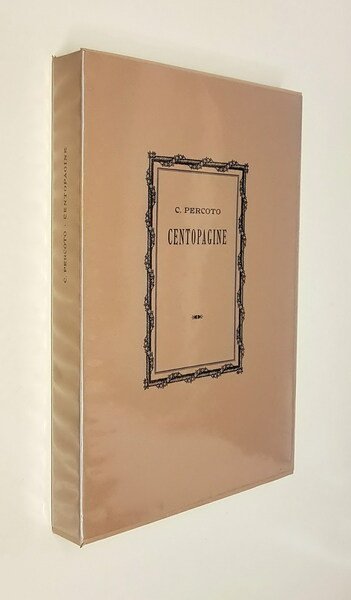 C. PERCOTO - CENTOPAGINE
C. PERCOTO
CENTOPAGINE